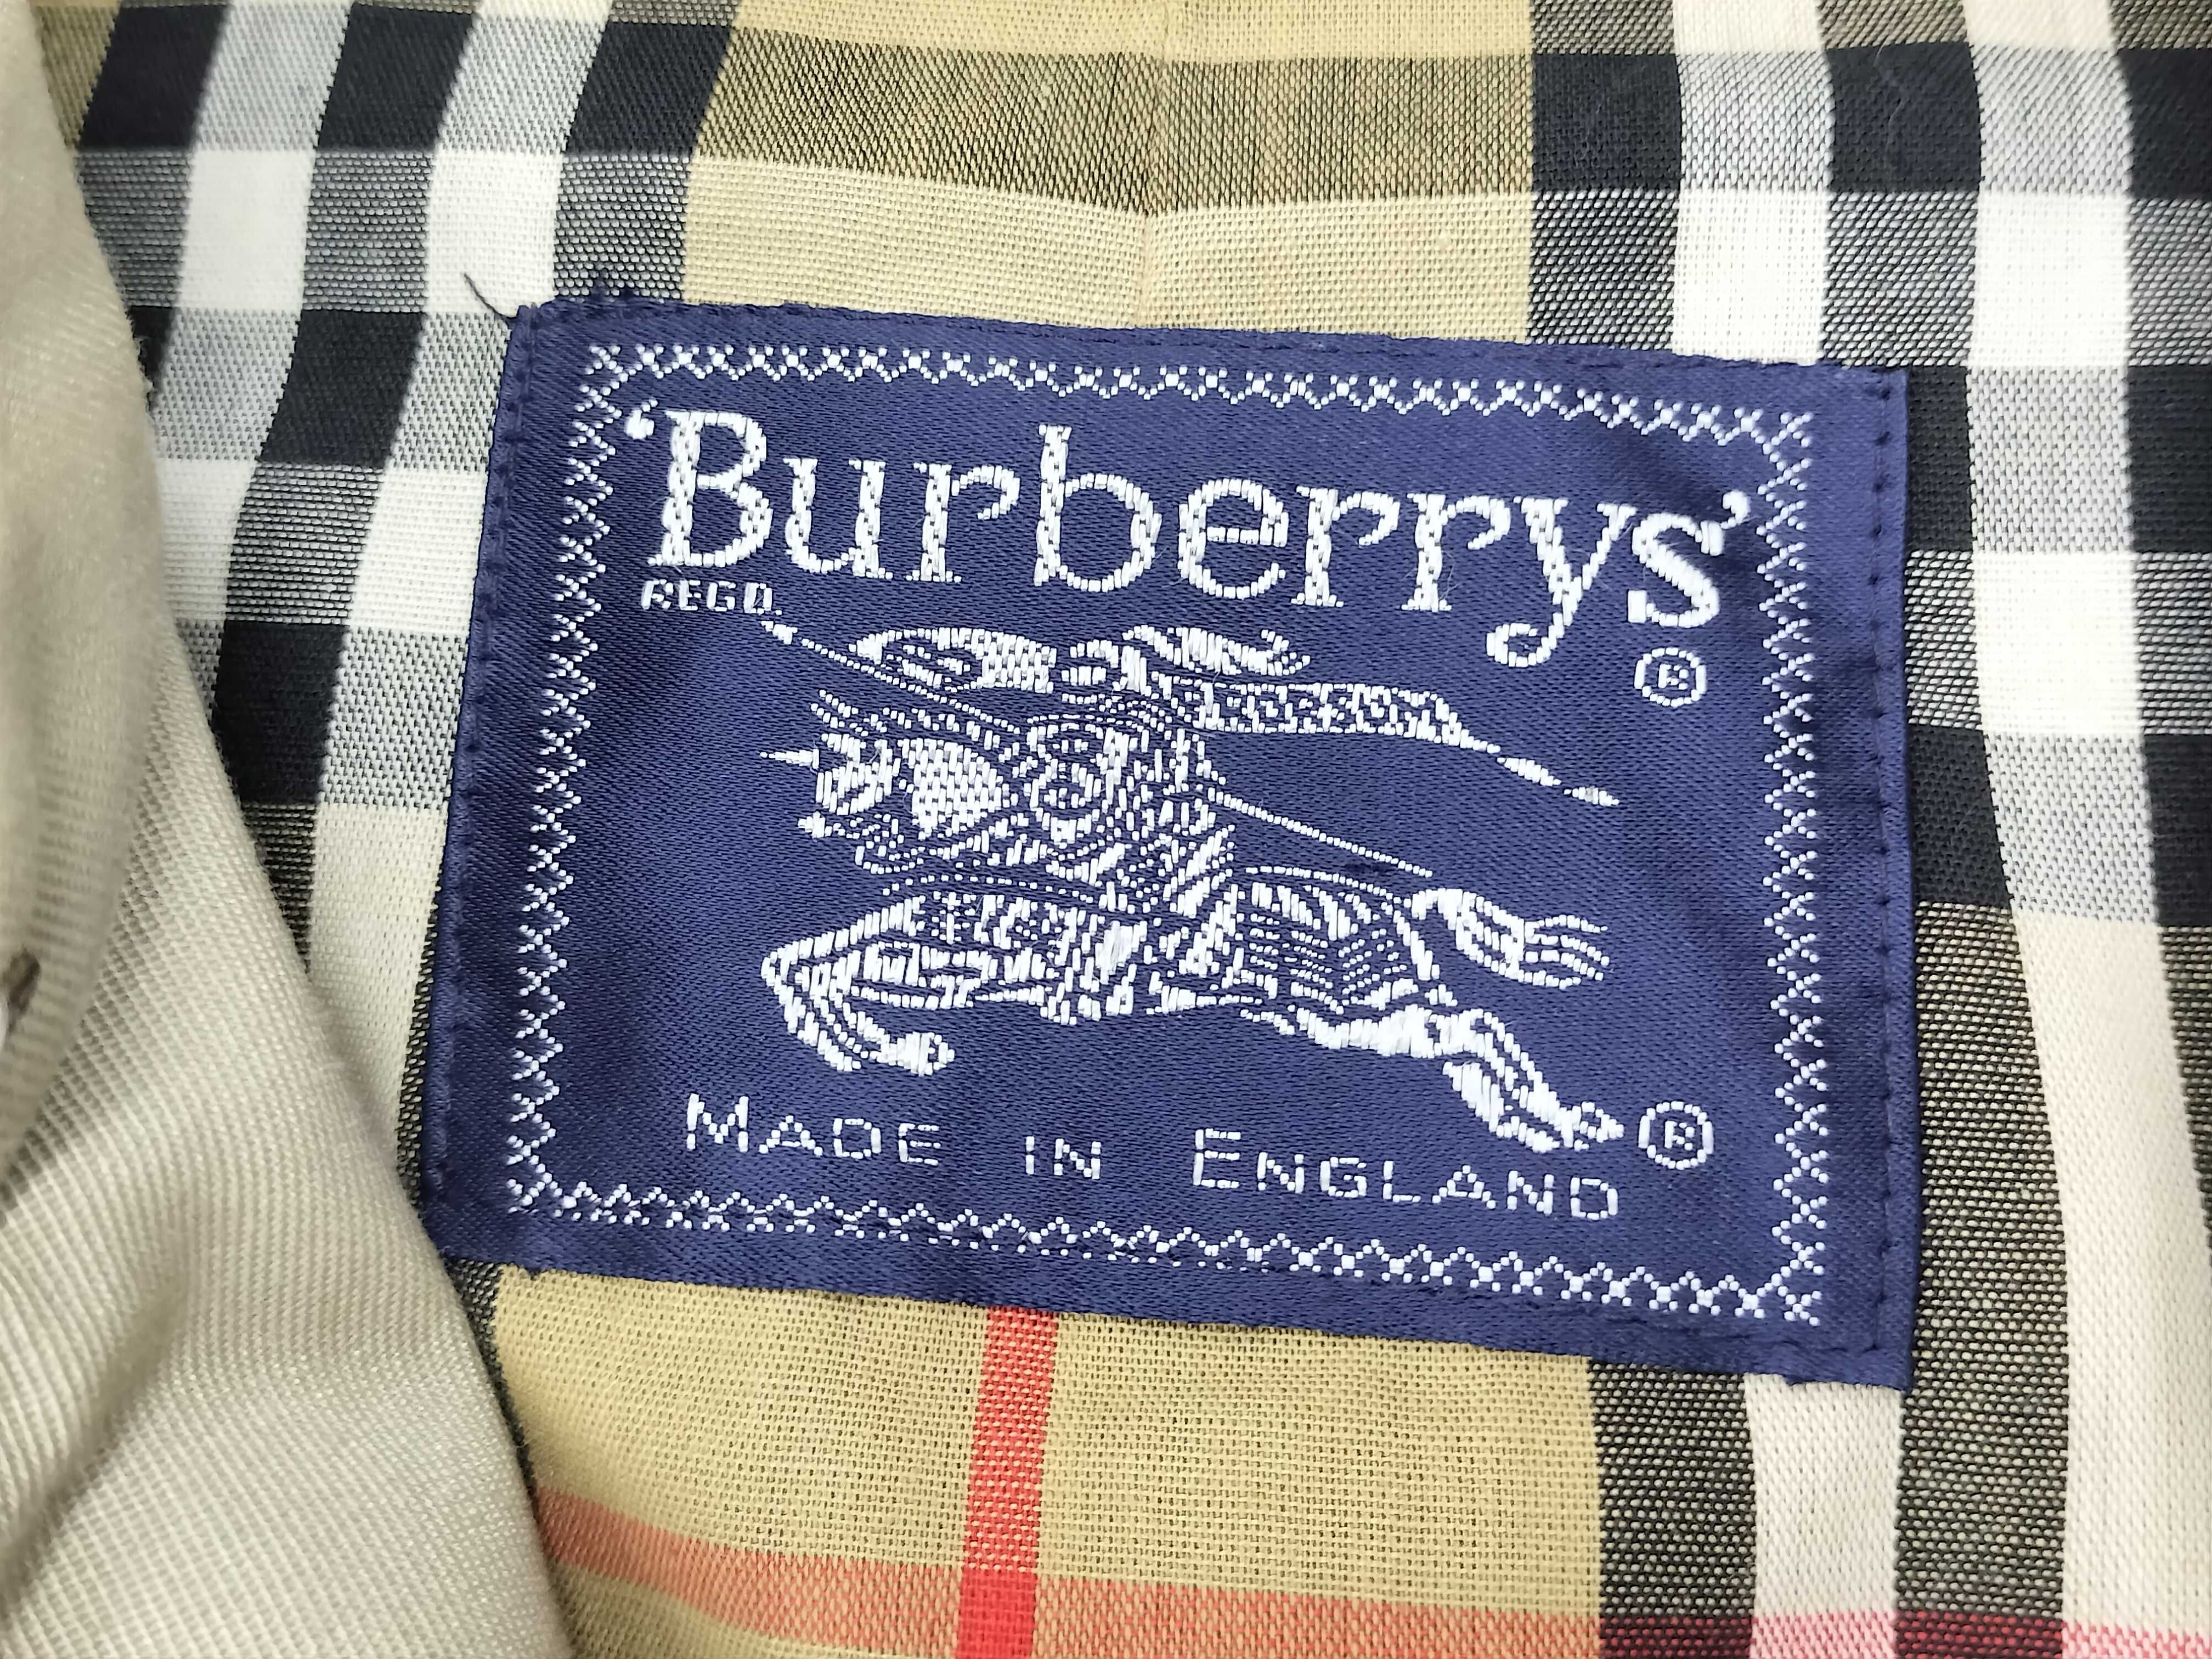 ‘Burberrys’
REGD.
®
®
MADE IN ENGLAND